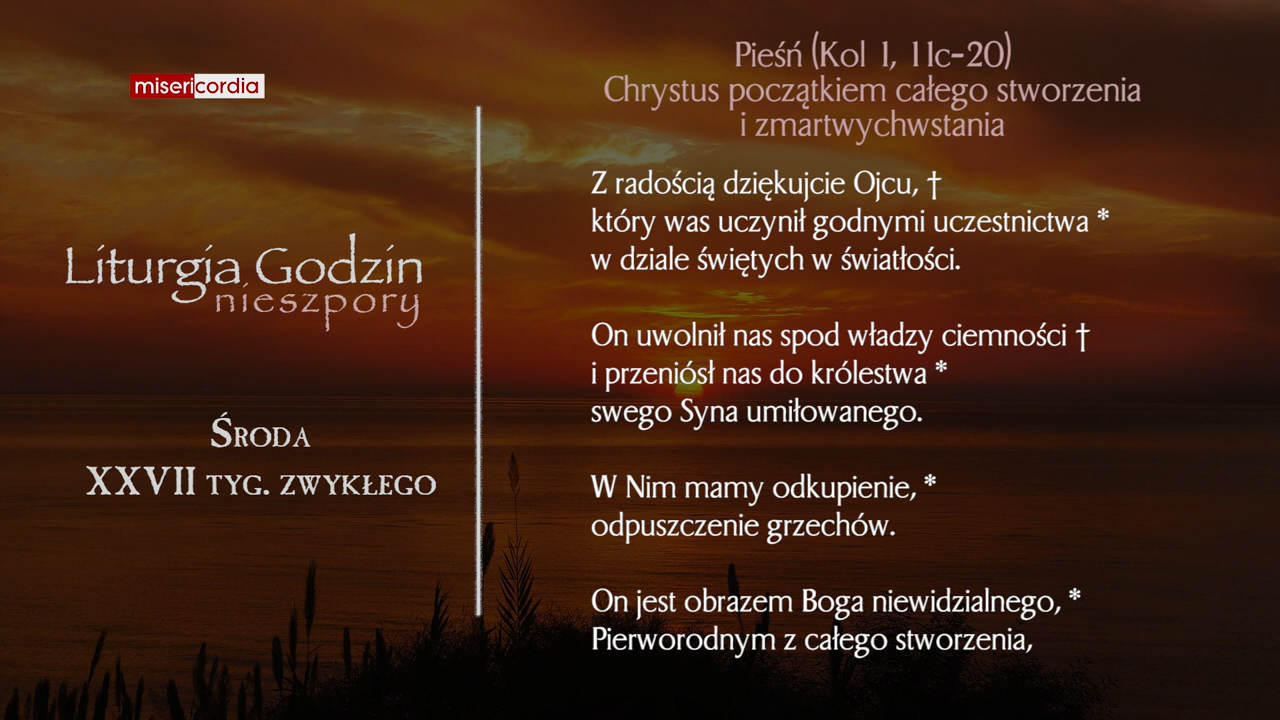 misericordia
Liturgia Godzin
nieszpory
Środa
XXVII tyg. zwykłego
Pieśń (Kol 1, 11c-20)
Chrystus początkiem całego stworzenia
i zmartwychwstania
Z radością dziękujcie Ojcu, †
który was uczynił godnymi uczestnictwa *
w dziale świętych w światłości.
On uwolnił nas spod władzy ciemności †
i przeniósł nas do królestwa *
swego Syna umiłowanego.
W Nim mamy odkupienie, *
odpuszczenie grzechów.
On jest obrazem Boga niewidzialnego, *
Pierworodnym z całego stworzenia,